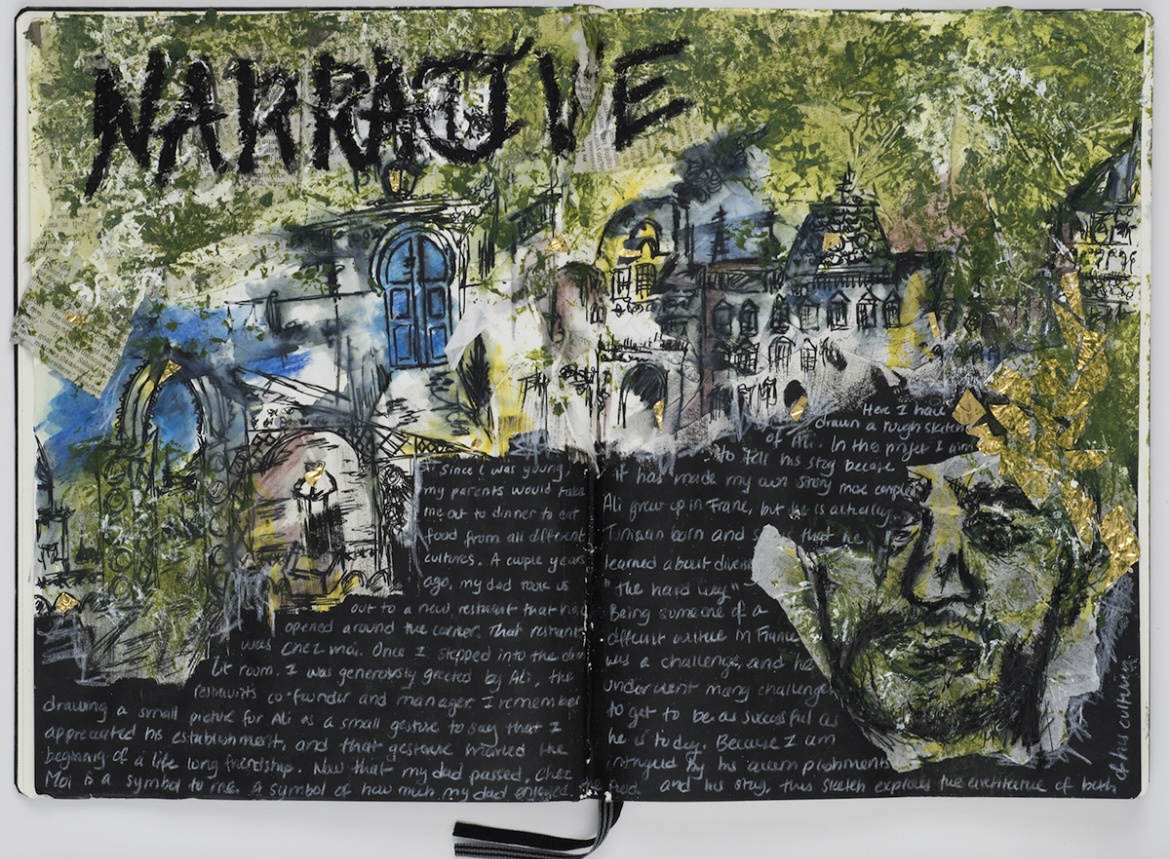 NARRATIVE
since I was young,
my parents would take
me out to dinner to eat
food from all different
cultures. A couple years
ago, my dad took us
out to a new restraunt that had
opened around the corner. That restraunt
was Chez moi. Once I stepped into the dim
lit room. I was generously greeted by Ali, the
restraunts co-founder and manager. I remember
drawing a small picture for Ali as a small gesture to say that I
appreciated his establishment, and that gesture marked the
beginning of a life long friendship. Now that my dad passed, Chez
Moi is a symbol to me. A symbol of how much my dad enjoyed
Here I have
drawn a rough sketch
of Ali. In this project I aim
to tell his story because
it has made my own story more complex
Ali grew up in France, but he is actually
Tunisian born and that he
learned about
"the hard way"
Being someone of a
different culture in France
was a challenge, and he
underwent many challenges
to get to be as successful as
he is today. Because I am
intrigued by his accomplishments
and his story, this sketch explores the architecture of both
of his cultures